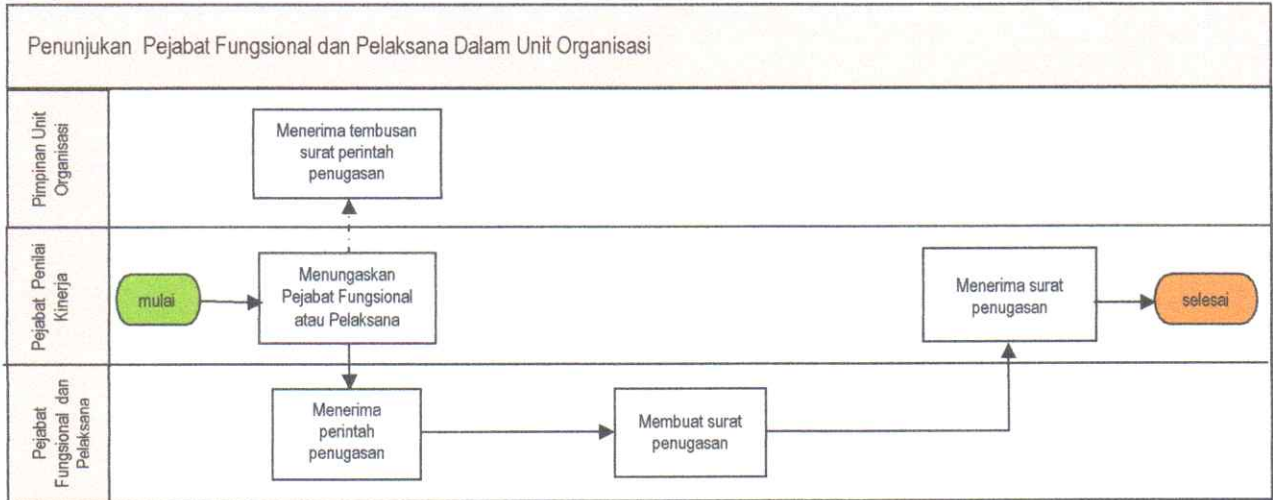 Penunjukan Pejabat Fungsional dan Pelaksana Dalam Unit Organisasi
Pimpinan Unit
Organisasi
Menerima tembusan
surat perintah
penugasan
Pejabat Penilai
Kinerja
mulai
Menungaskan
Pejabat Fungsional
atau Pelaksana
Menerima surat
penugasan
selesai
Pejabat
Fungsional dan
Pelaksana
Menerima
perintah
penugasan
Membuat surat
penugasan